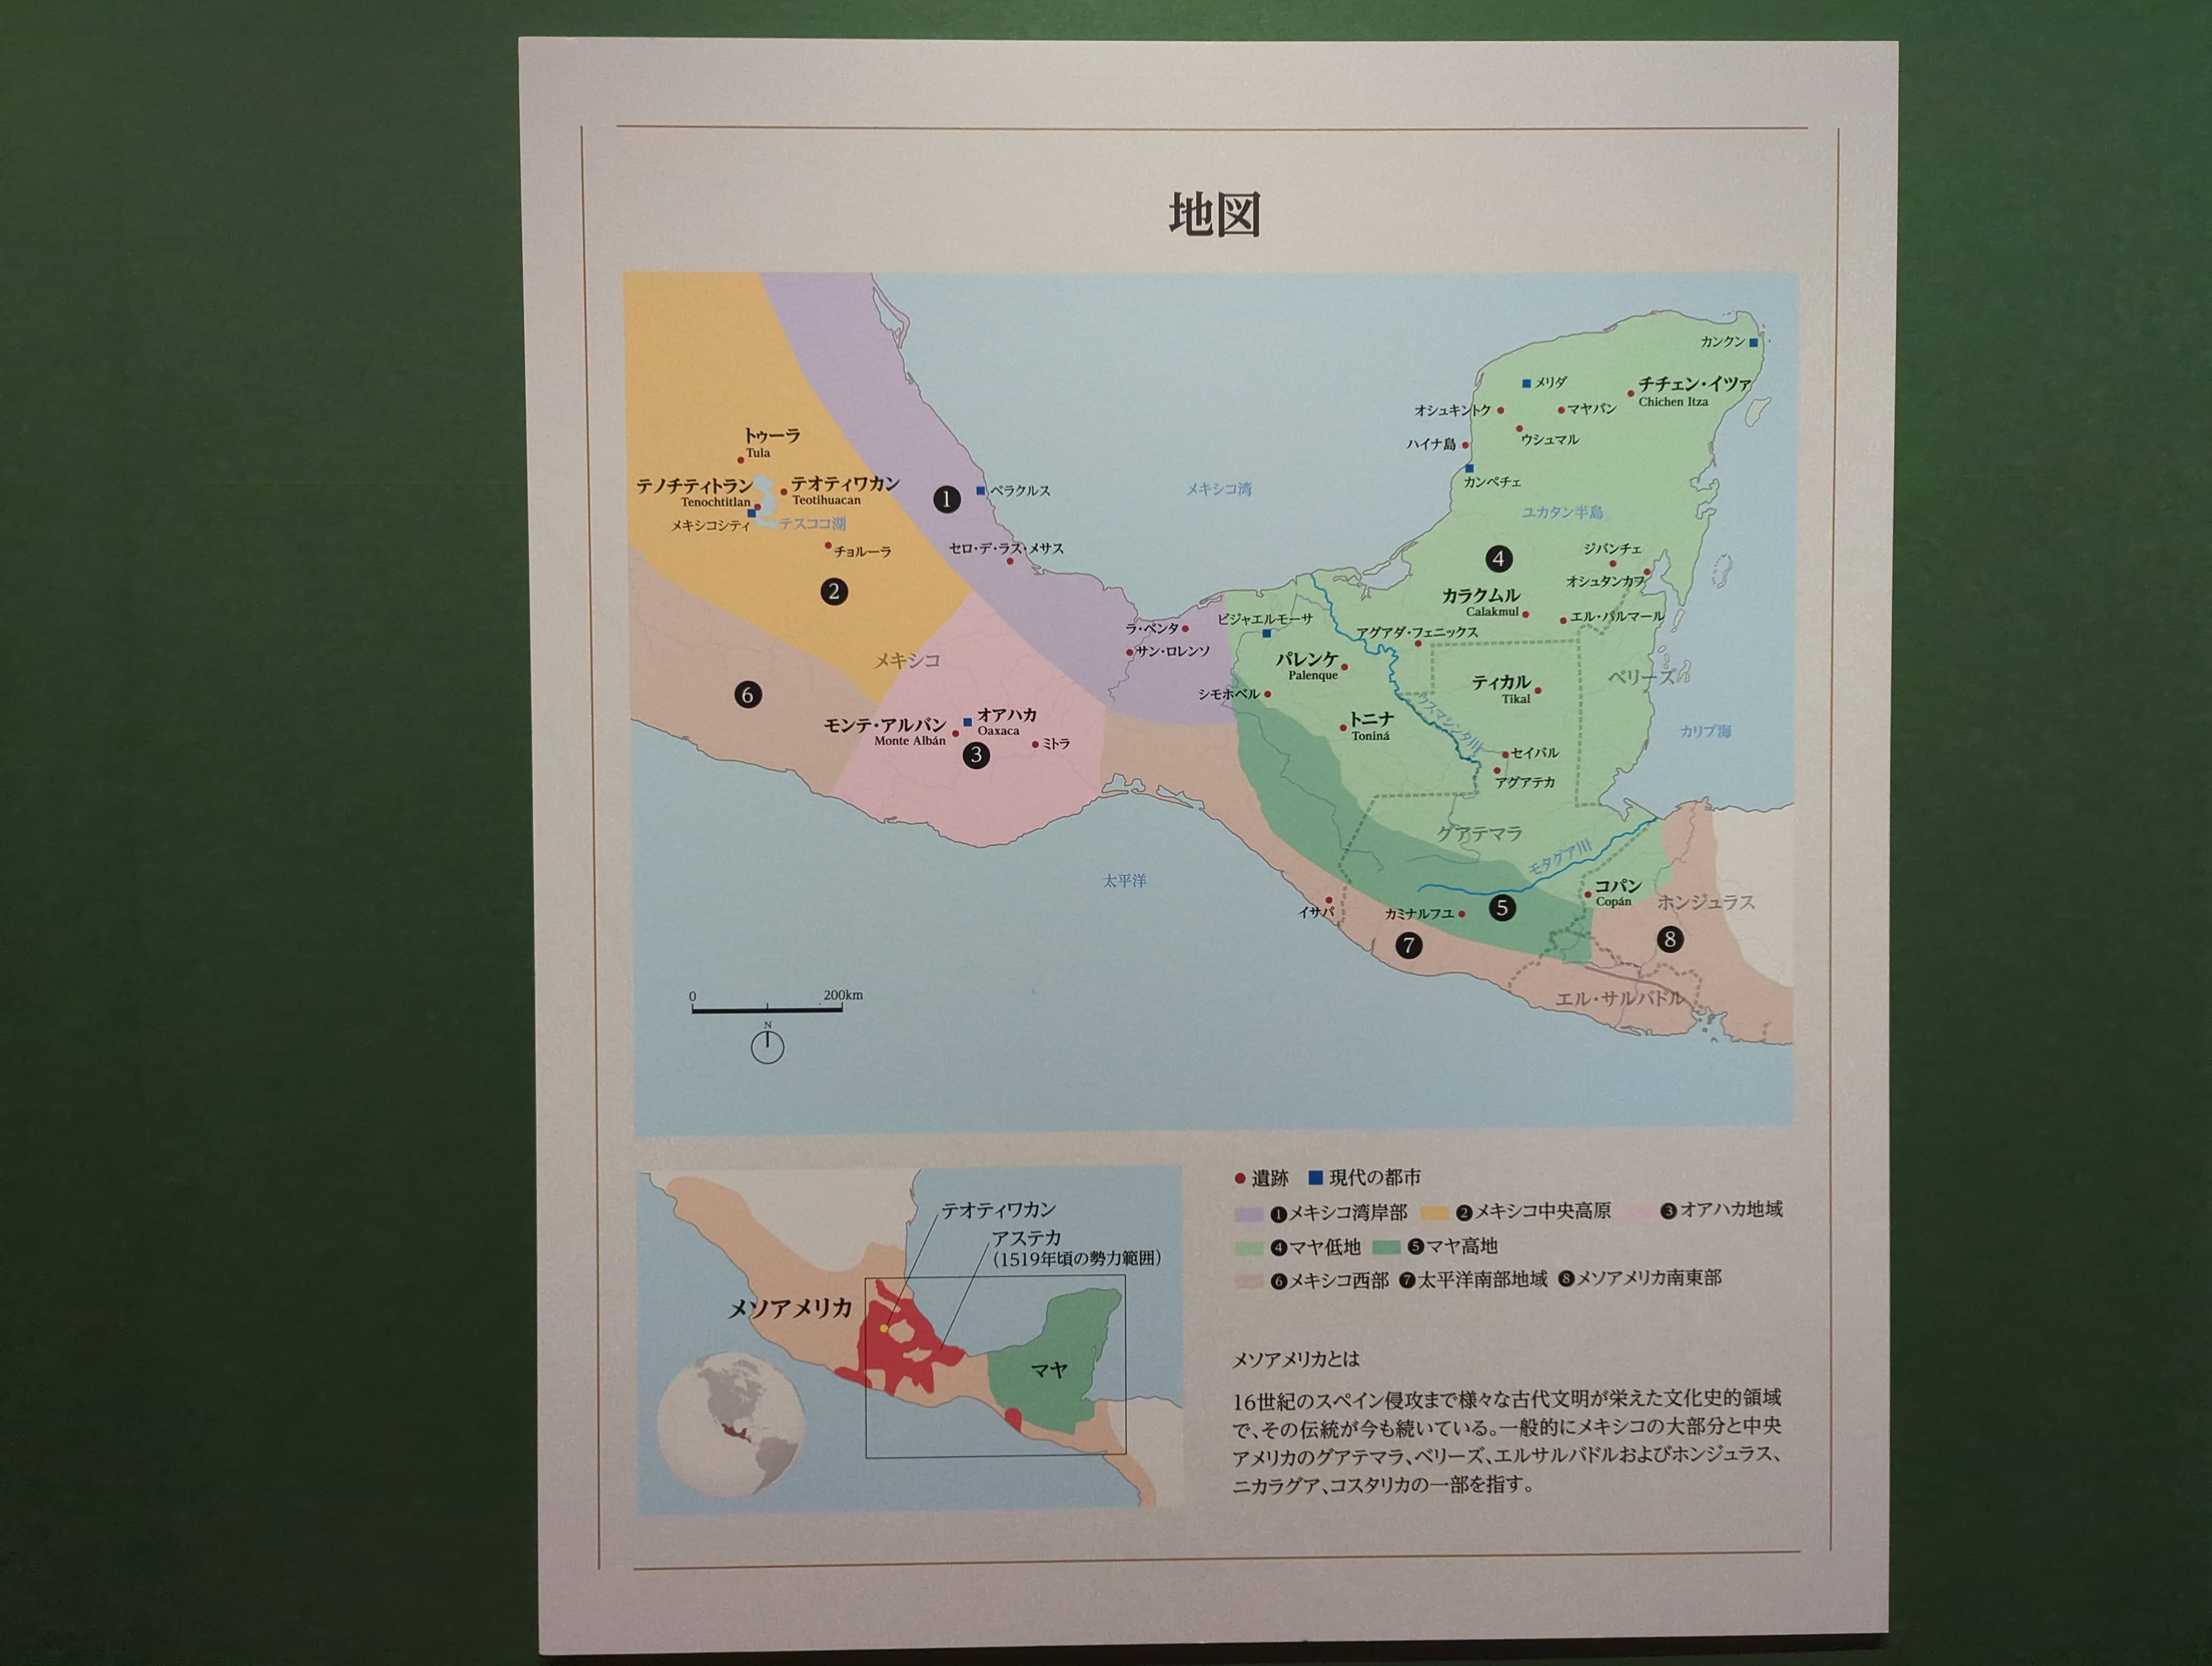 地図
カンクン
メリダ
チチェン・イツァ
Chichen Itza
オシュキントク
マヤパン
ウシュマル
ハイナ島
カンペチェ
トゥーラ
Tula
テノチティトラン
Tenochtitlan
テオティワカン
Teotihuacan
メキシコシティ
テスココ湖
チョルーラ
1
ベラクルス
メキシコ湾
ユカタン半島
セロ・デ・ラス・メサス
2
4
ジバンチェ
オシュタンカフ
カラクムル
Calakmul
エル・パルマール
ラ・ベンタ
ビジャエルモーサ
アグアダ・フェニックス
サン・ロレンソ
メキシコ
パレンケ
Palenque
ティカル
Tikal
ベリーズ
6
シモホベル
モンテ・アルバン
Monte Albán
オアハカ
Oaxaca
ミトラ
3
トニナ
Toniná
ウスマシンタ川
カリブ海
セイバル
アグアテカ
グアテマラ
モタグア川
太平洋
コパン
Copán
ホンジュラス
イサパ
カミナルフユ
5
7
8
エル・サルバドル
0 200km
N
テオティワカン
アステカ
(1519年頃の勢力範囲)
メソアメリカ
マヤ
遺跡 現代の都市
1メキシコ湾岸部 2メキシコ中央高原 3オアハカ地域
4マヤ低地 5マヤ高地
6メキシコ西部 7太平洋南部地域 8メソアメリカ南東部
メソアメリカとは
16世紀のスペイン侵攻まで様々な古代文明が栄えた文化史的領域
で、その伝統が今も続いている。一般的にメキシコの大部分と中央
アメリカのグアテマラ、ベリーズ、エルサルバドルおよびホンジュラス、
ニカラグア、コスタリカの一部を指す。